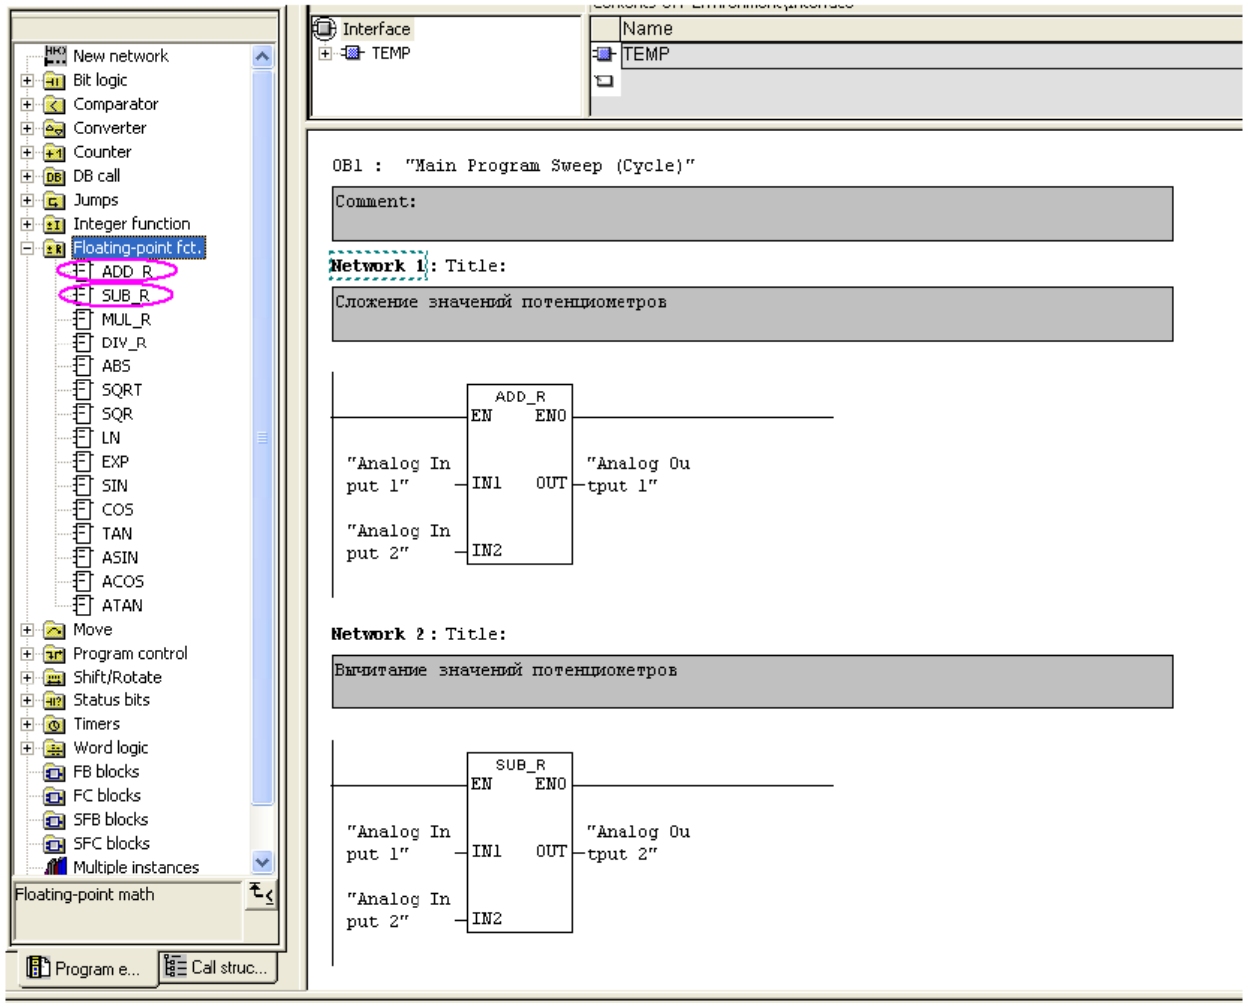 New network
Bit logic
Comparator
Converter
Counter
DB call
Jumps
Integer function
Floating-point fct.
ADD_R
SUB_R
MUL_R
DIV_R
ABS
SQRT
SQR
LN
EXP
SIN
COS
TAN
ASIN
ACOS
ATAN
Move
Program control
Shift/Rotate
Status bits
Timers
Word logic
FB blocks
FC blocks
SFB blocks
SFC blocks
Multiple instances
Floating-point math
Program e...
Call struc...
Interface
TEMP
Name
TEMP
OB1 : "Main Program Sweep (Cycle)"
Comment:
Network 1: Title:
Сложение значений потенциометров
ADD_R
EN ENO
"Analog In
put 1"
IN1 OUT
"Analog Ou
tput 1"
"Analog In
put 2"
IN2
Network 2: Title:
Вычитание значений потенциометров
SUB_R
EN ENO
"Analog In
put 1"
IN1 OUT
"Analog Ou
tput 2"
"Analog In
put 2"
IN2